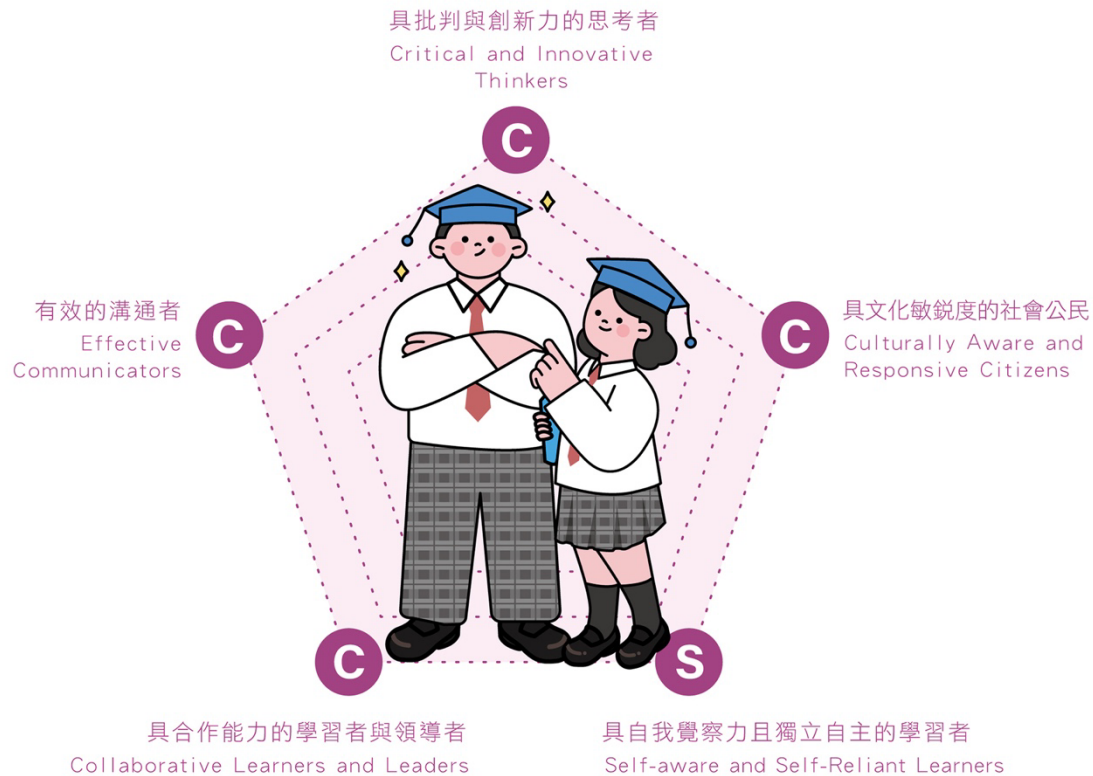 具批判與創新力的思考者
Critical and Innovative
Thinkers
C
有效的溝通者
Effective
Communicators
C
C
具文化敏銳度的社會公民
Culturally Aware and
Responsive Citizens
C
S
具合作能力的學習者與領導者
Collaborative Learners and Leaders
具自我覺察力且獨立自主的學習者
Self-aware and Self-Reliant Learners